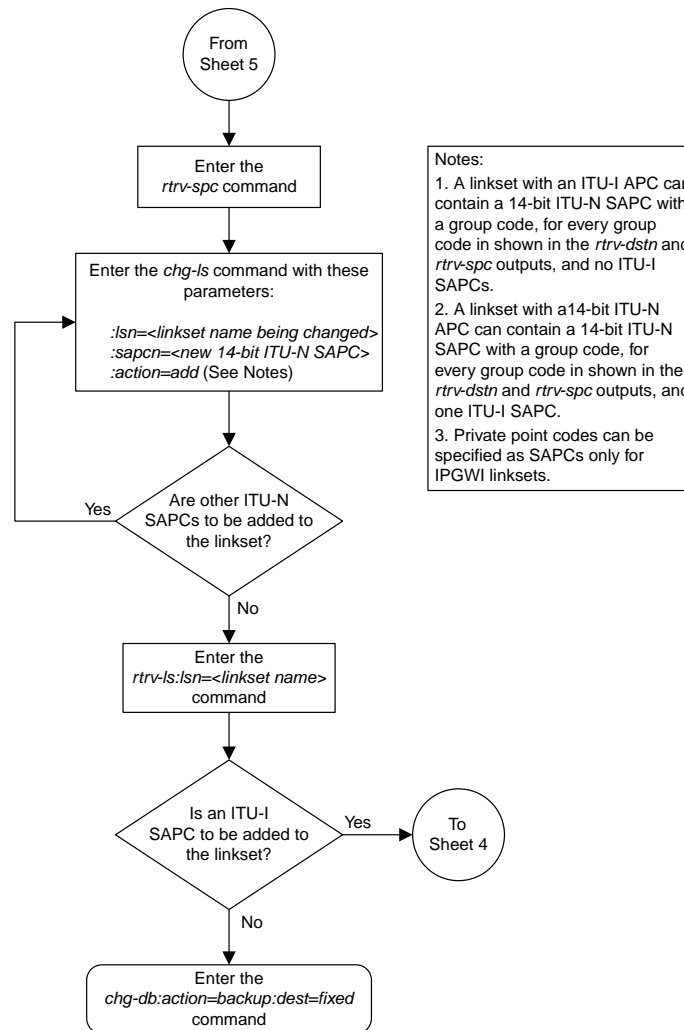 From
Sheet 5
Enter the
rtrv-spc command
Enter the chg-ls command with these
parameters:
:lsn=<linkset name being changed>
:sapcn=<new 14-bit ITU-N SAPC>
:action=add (See Notes)
Are other ITU-N
SAPCs to be added to
the linkset?
Yes
No
Enter the
rtrv-ls:lsn=<linkset name>
command
Is an ITU-I
SAPC to be added to
the linkset?
Yes
To
Sheet 4
No
Enter the
chg-db:action=backup:dest=fixed
command
Notes:
1. A linkset with an ITU-I APC can
contain a 14-bit ITU-N SAPC with
a group code, for every group
code in shown in the rtrv-dstn and
rtrv-spc outputs, and no ITU-I
SAPCs.
2. A linkset with a14-bit ITU-N
APC can contain a 14-bit ITU-N
SAPC with a group code, for
every group code in shown in the
rtrv-dstn and rtrv-spc outputs, and
one ITU-I SAPC.
3. Private point codes can be
specified as SAPCs only for
IPGWI linksets.